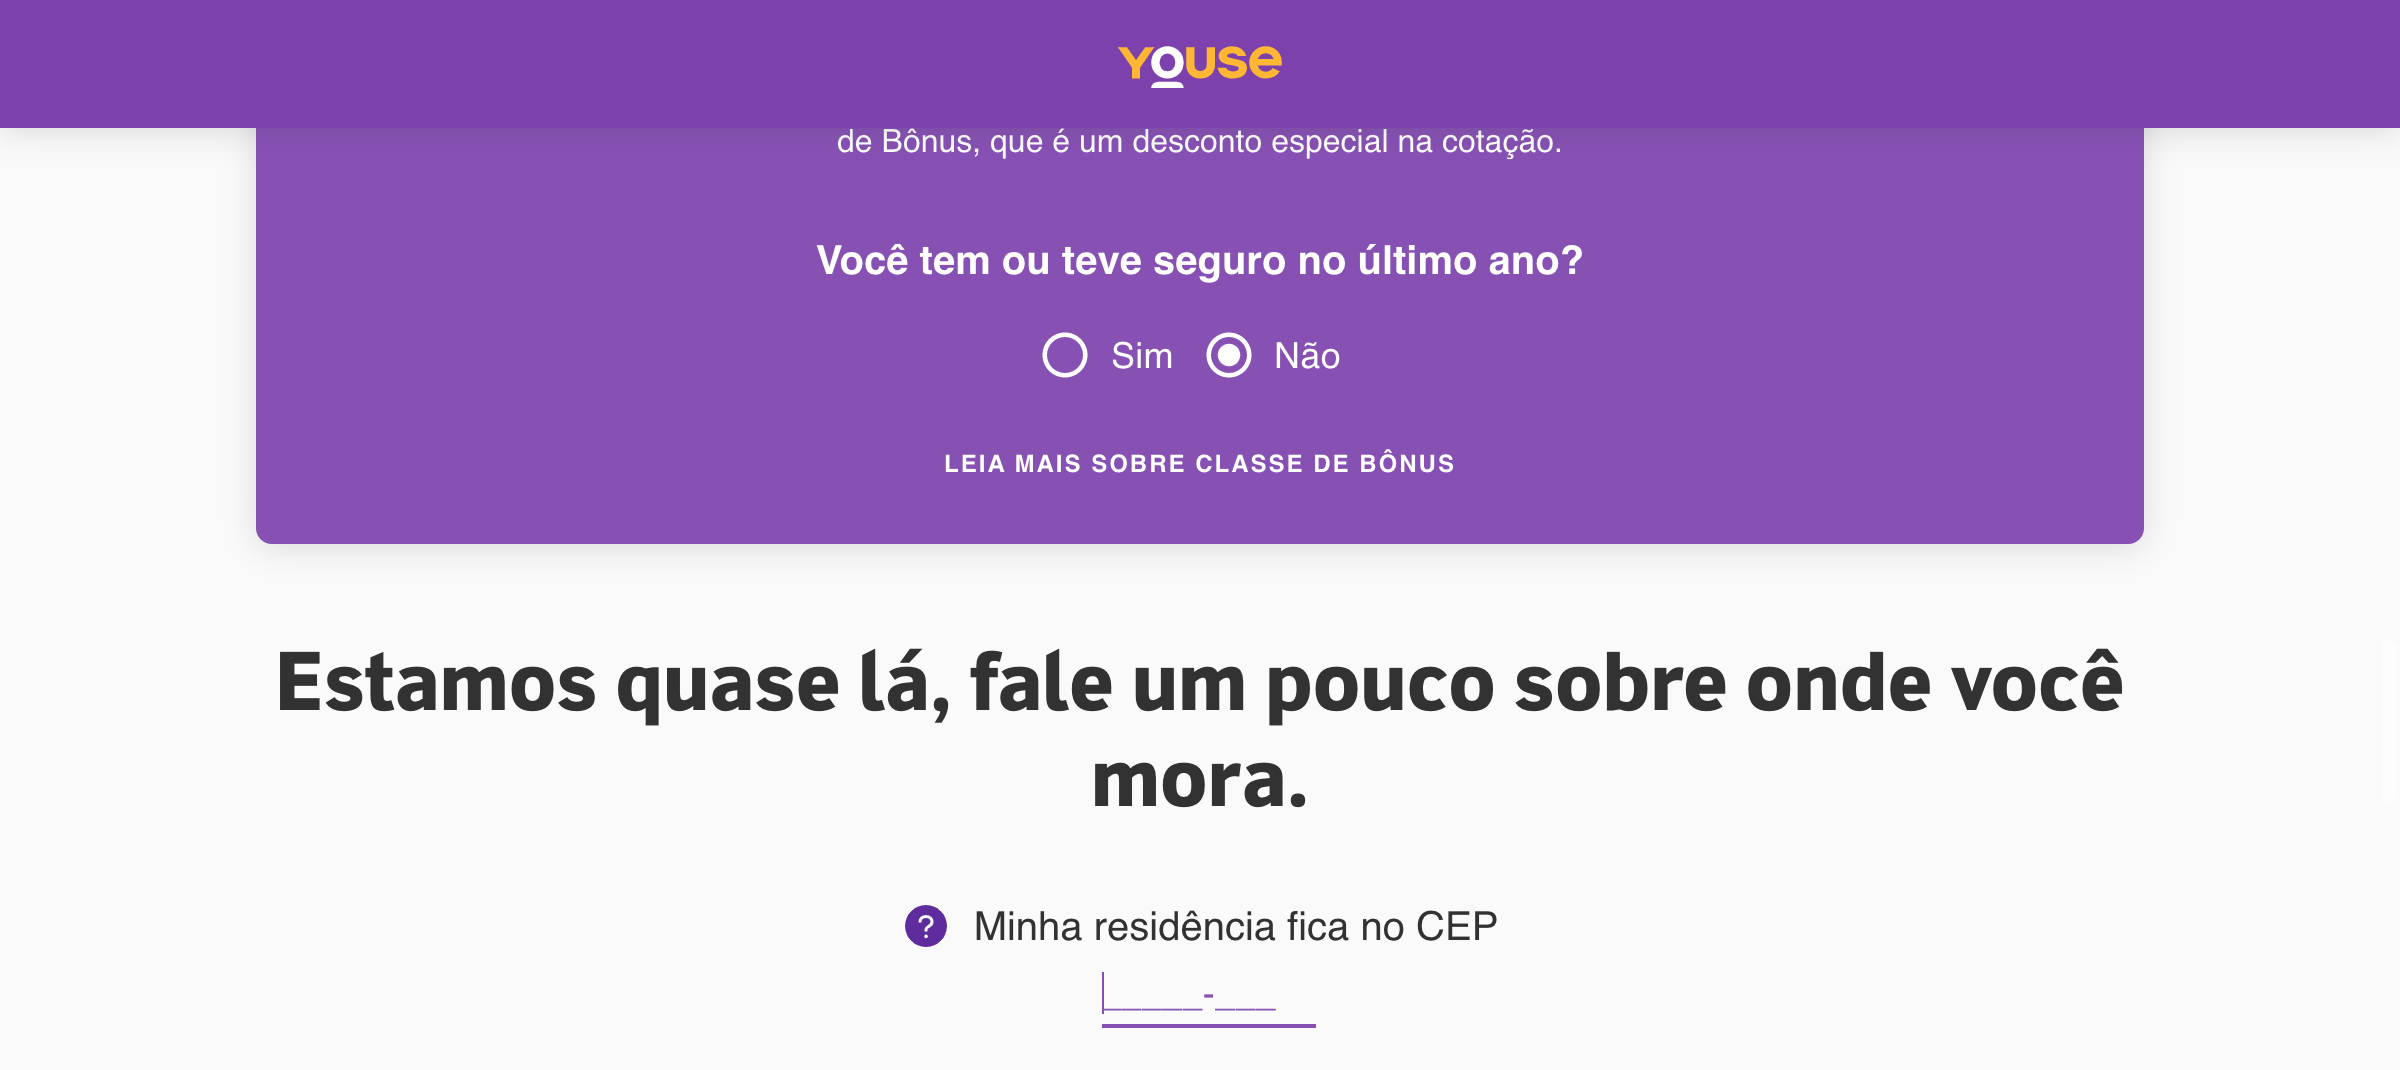 youse
de Bônus, que é um desconto especial na cotação.
Você tem ou teve seguro no último ano?
Sim Não
LEIA MAIS SOBRE CLASSE DE BÔNUS
Estamos quase lá, fale um pouco sobre onde você
mora.
? Minha residência fica no CEP
_____-___